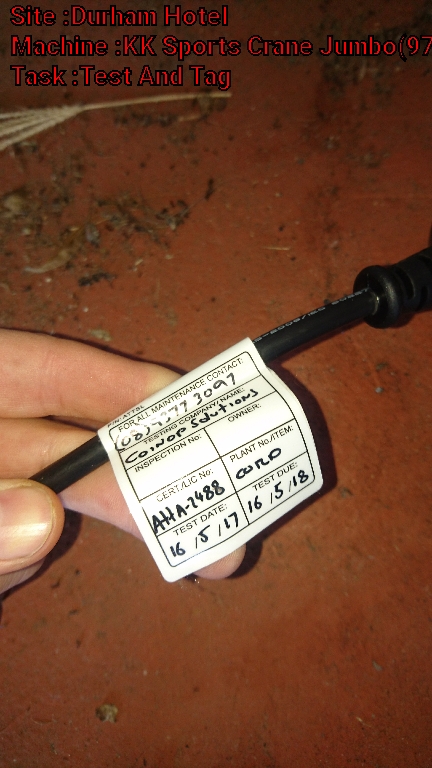 Site :Durham Hotel
Machine :KK Sports Crane Jumbo(97
Task :Test And Tag
FOR ALL MAINTENANCE CONTACT:
TESTING COMPANY/NAME:
Coinop Solutions
INSPECTION No:
OWNER:
CERT/LIC No:
PLANT No./ITEM:
AHA-2488
CORD
TEST DATE:
TEST DUE:
16 /5 /17
16 /5 /18